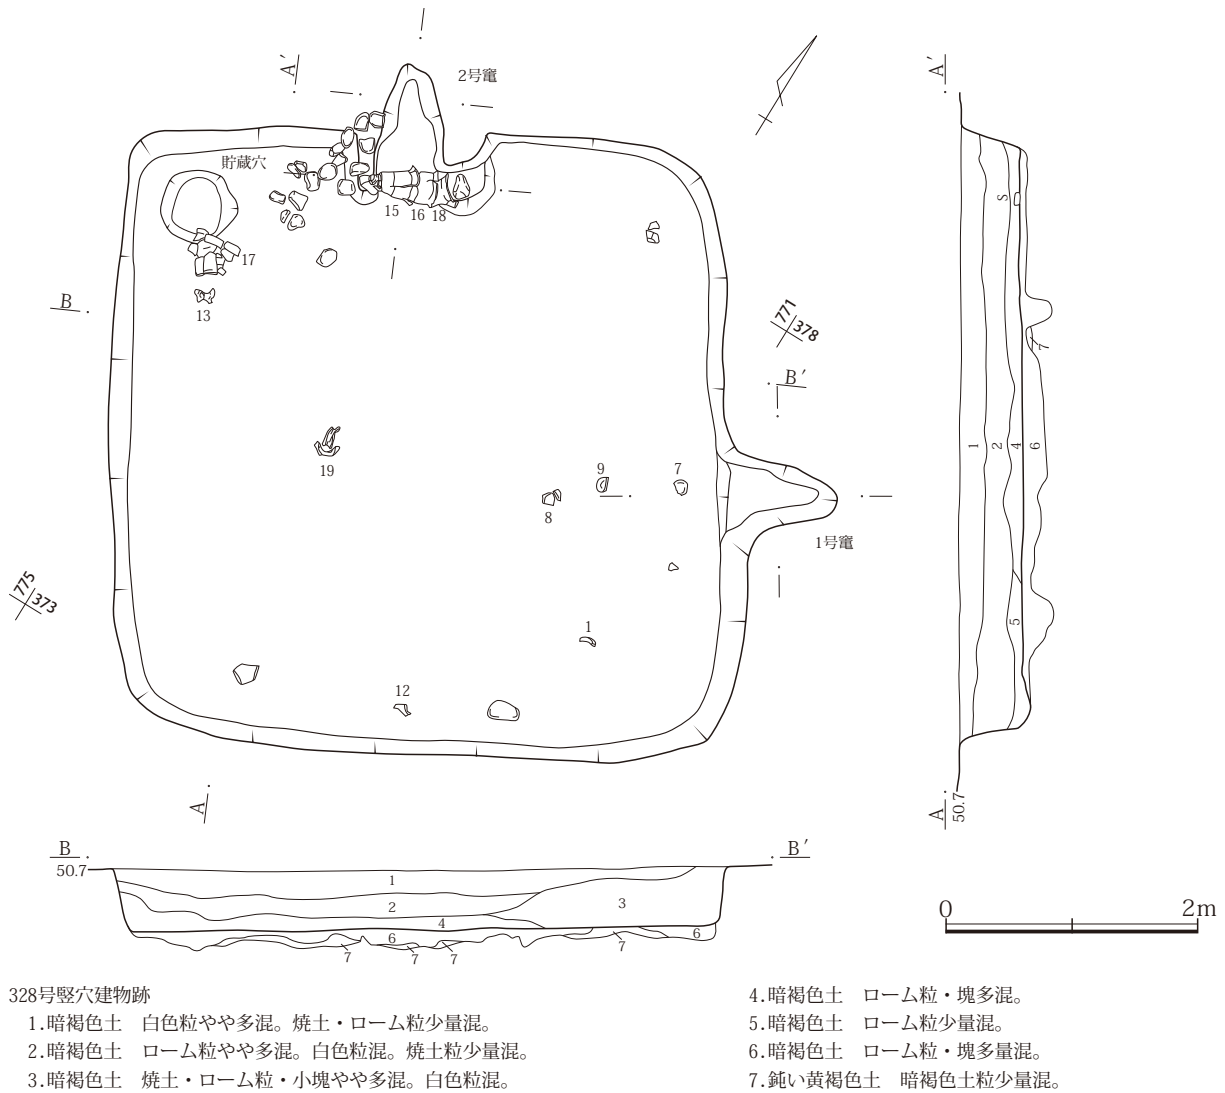 A′
2号竈
A′
貯蔵穴
S
15 16 18
17
B
13
771
378
7
B′
1 2 4 6
19
9 7
8
1号竈
775
373
5
1
12
A
A
50.7
B
50.7
B′
1
2
3
4
6
6
7
7
7
7
0 2m
328号竪穴建物跡
1.暗褐色土　白色粒やや多混。焼土・ローム粒少量混。
2.暗褐色土　ローム粒やや多混。白色粒混。焼土粒少量混。
3.暗褐色土　焼土・ローム粒・小塊やや多混。白色粒混。
4.暗褐色土　ローム粒・塊多混。
5.暗褐色土　ローム粒少量混。
6.暗褐色土　ローム粒・塊多量混。
7.鈍い黄褐色土　暗褐色土粒少量混。